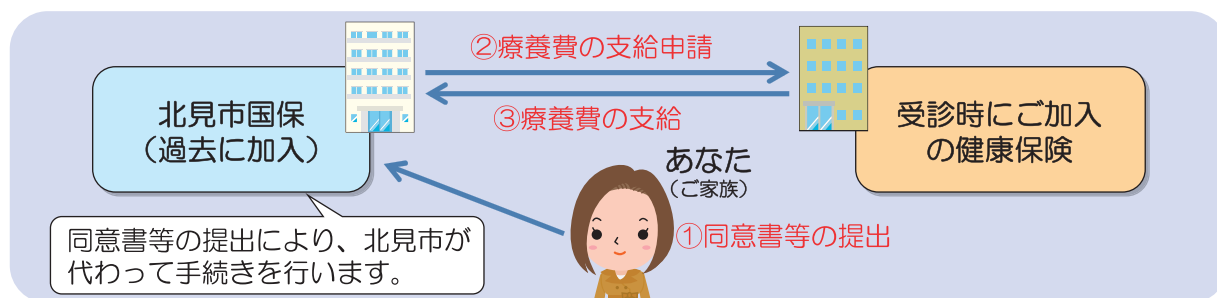 ②療養費の支給申請
北見市国保
（過去に加入）
③療養費の支給
受診時にご加入
の健康保険
あなた
（ご家族）
①同意書等の提出
同意書等の提出により、北見市が
代わって手続きを行います。